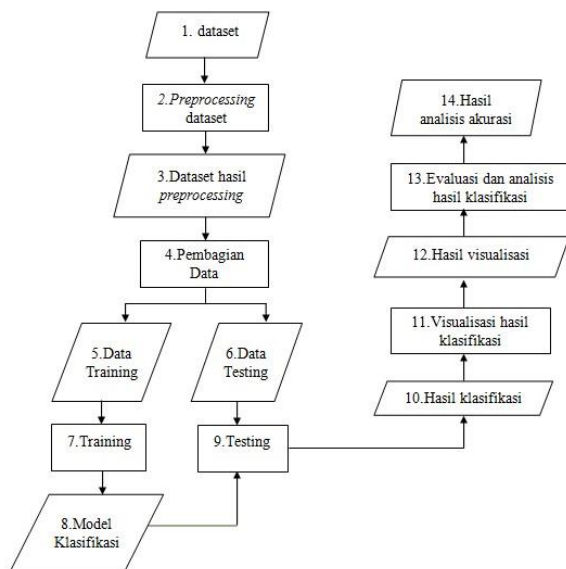 1. dataset
2.Preprocessing
dataset
3.Dataset hasil
preprocessing
4.Pembagian
Data
5.Data
Training
6.Data
Testing
7.Training
8.Model
Klasifikasi
9.Testing
10.Hasil klasifikasi
11.Visualisasi hasil
klasifikasi
12.Hasil visualisasi
13.Evaluasi dan analisis
hasil klasifikasi
14.Hasil
analisis akurasi